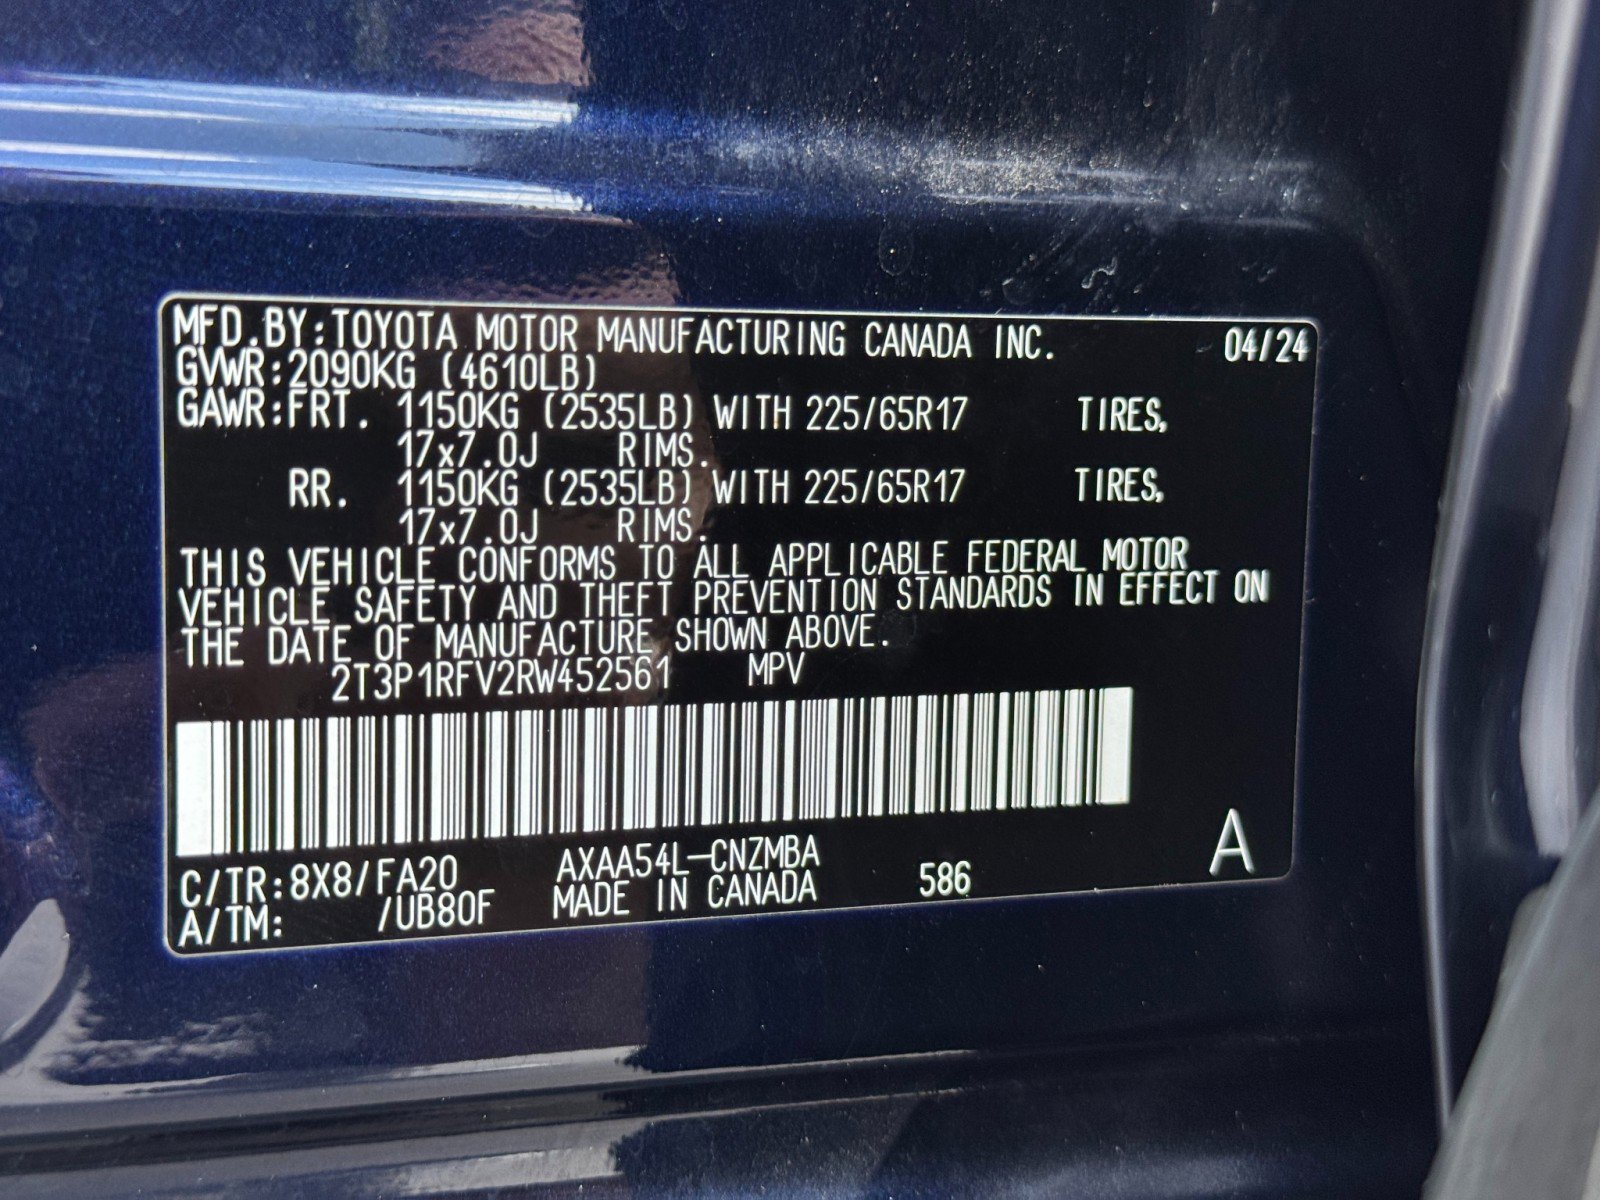 MFD.BY:TOYOTA MOTOR MANUFACTURING CANADA INC. 04/24
GVWR:2090KG (4610LB)
GAWR:FRT. 1150KG (2535LB) WITH 225/65R17 TIRES,
17x7.0J RIMS.
RR. 1150KG (2535LB) WITH 225/65R17 TIRES,
17x7.0J RIMS.
THIS VEHICLE CONFORMS TO ALL APPLICABLE FEDERAL MOTOR
VEHICLE SAFETY AND THEFT PREVENTION STANDARDS IN EFFECT ON
THE DATE OF MANUFACTURE SHOWN ABOVE.
2T3P1RFV2RW452561 MPV
C/TR:8X8/FA20 AXAA54L-CNZMBA 586 A
A/TM: /UB80F MADE IN CANADA